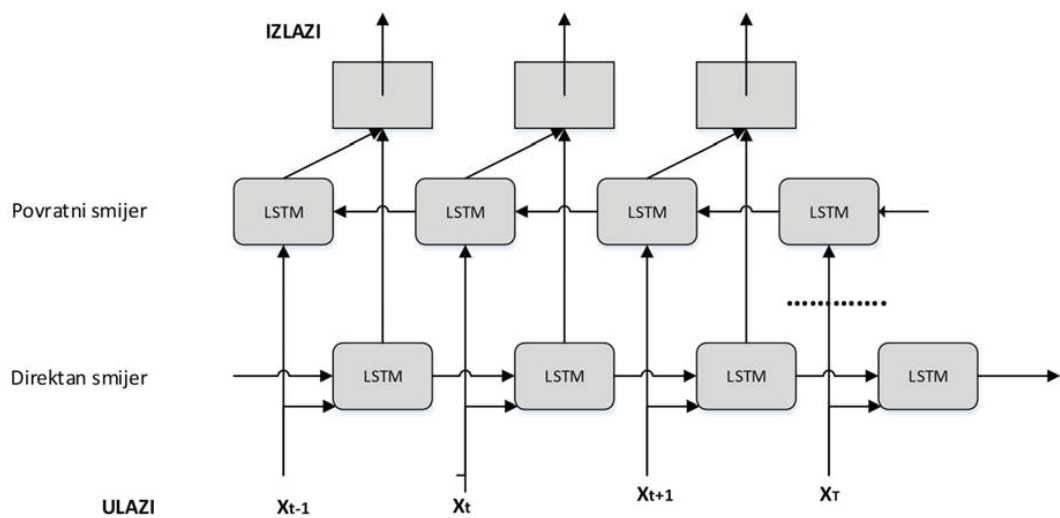 IZLAZI
Povratni smijer
LSTM
LSTM
LSTM
LSTM
Direktan smijer
LSTM
LSTM
LSTM
LSTM
ULAZI
Xt-1
Xt
Xt+1
XT